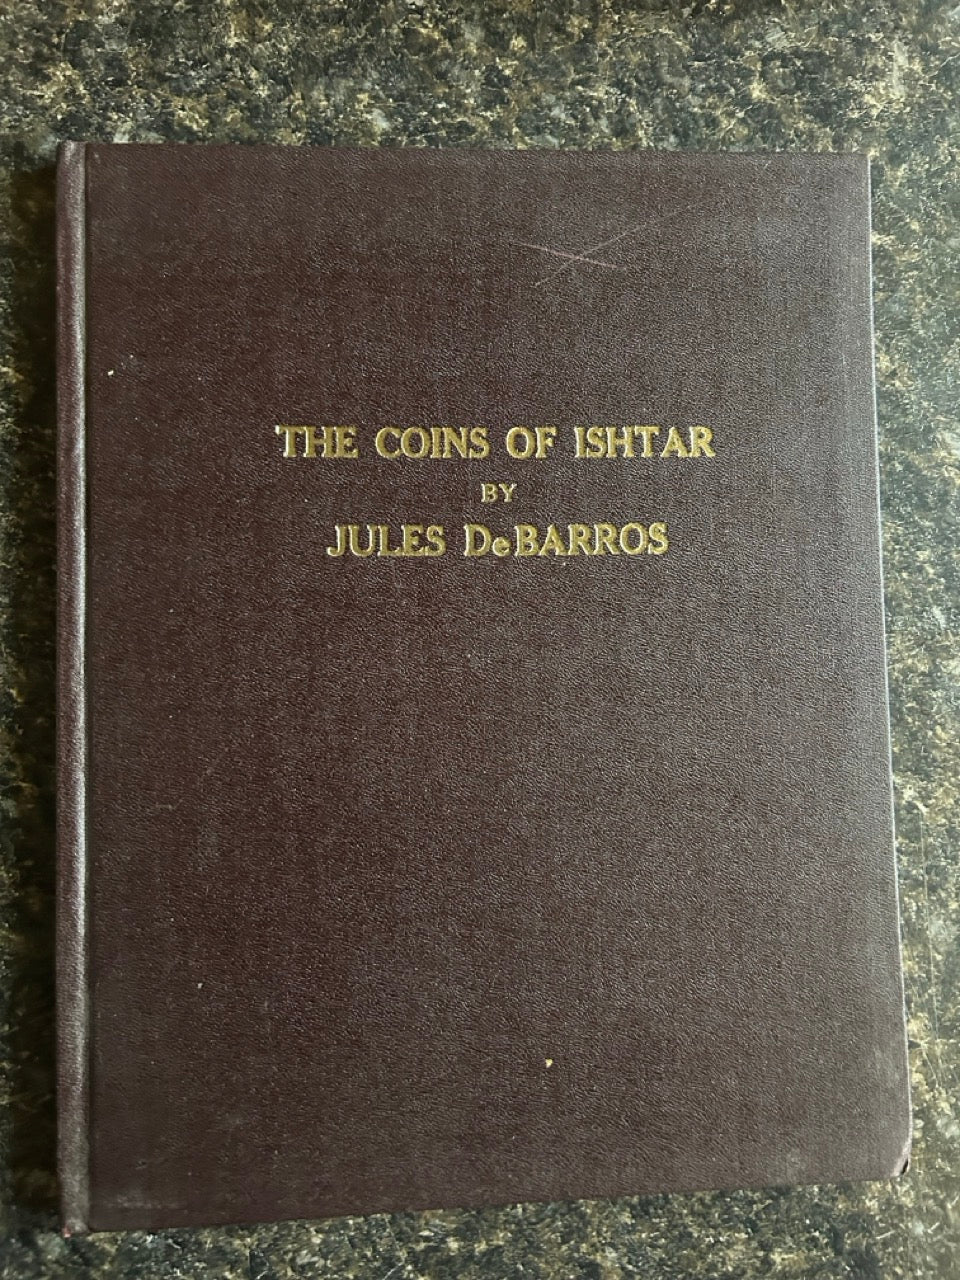 THE COINS OF ISHTAR
BY
JULES DeBARROS